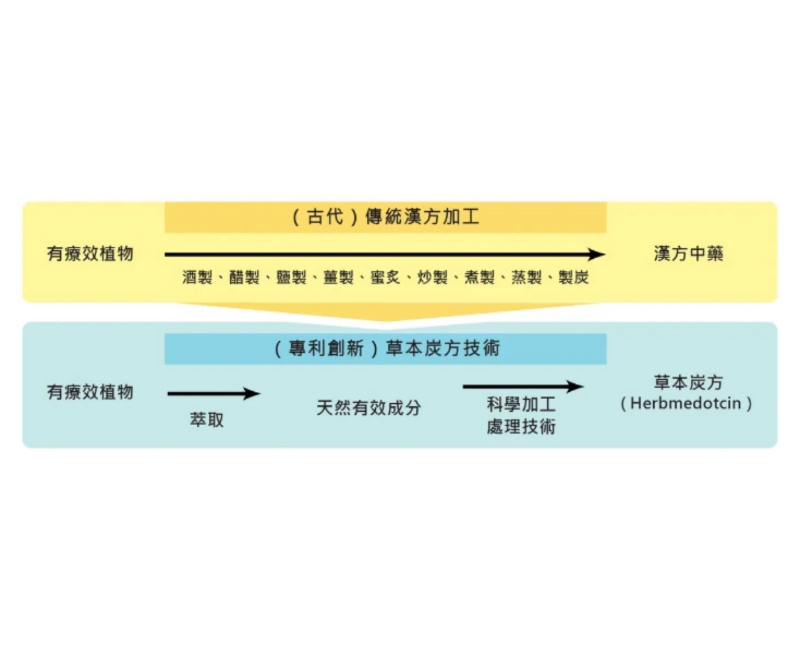 （古代）傳統漢方加工
有療效植物
漢方中藥
酒製、醋製、鹽製、薑製、蜜炙、炒製、煮製、蒸製、製炭
（專利創新）草本炭方技術
有療效植物
萃取
天然有效成分
科學加工
處理技術
草本炭方
（Herbmedotcin）